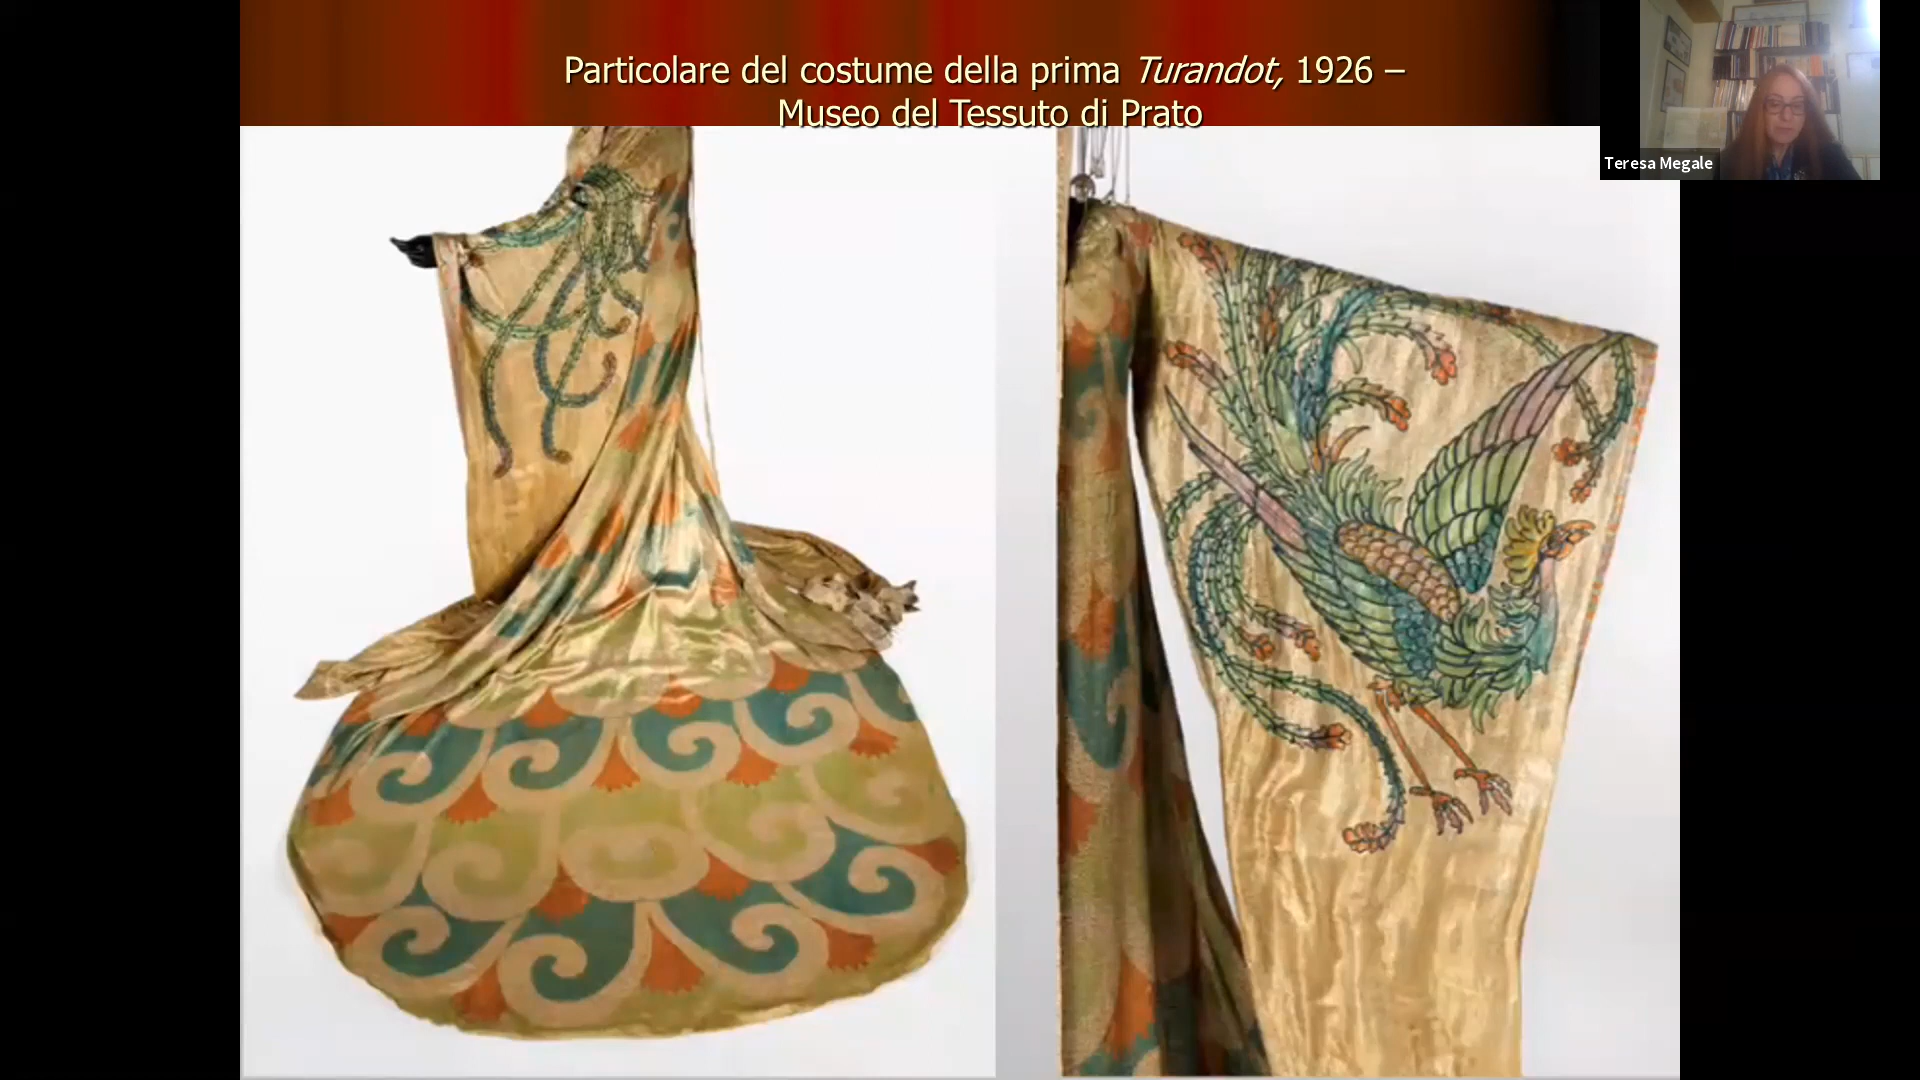 Particolare del costume della prima Turandot, 1926 –
Museo del Tessuto di Prato
Teresa Megale